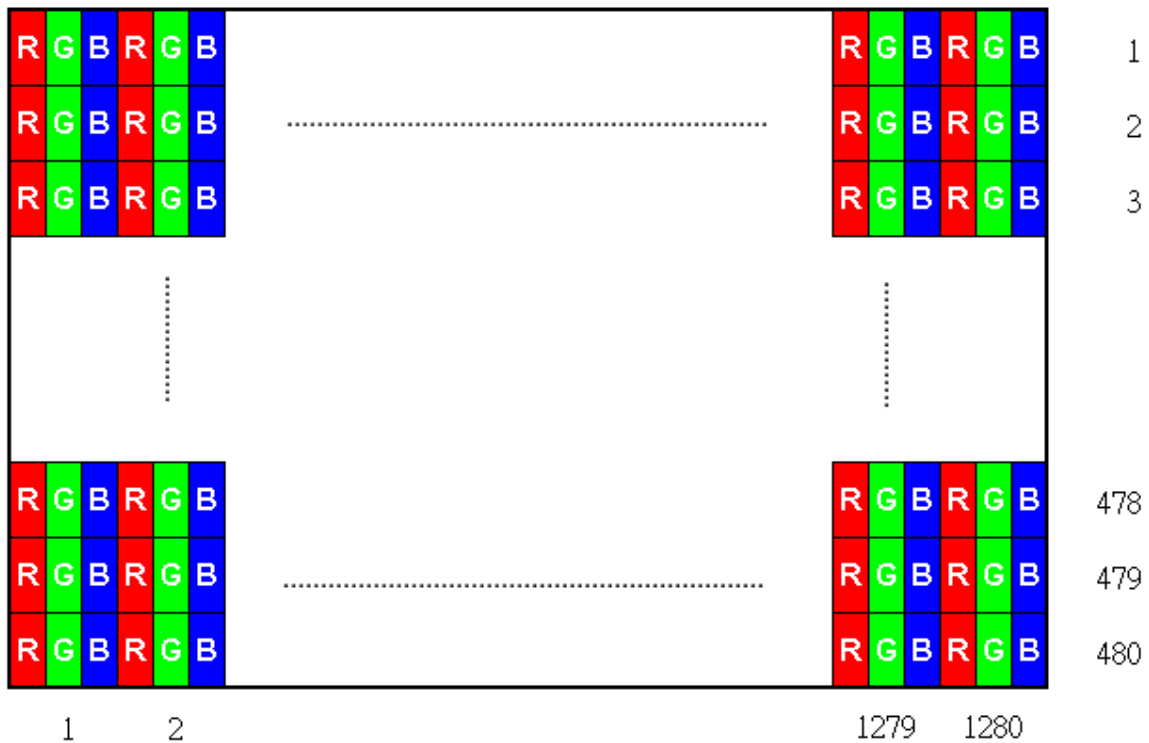 R G B R G B R G B R G B 1
R G B R G B R G B R G B 2
R G B R G B R G B R G B 3
R G B R G B R G B R G B 478
R G B R G B R G B R G B 479
R G B R G B R G B R G B 480
1 2 1279 1280